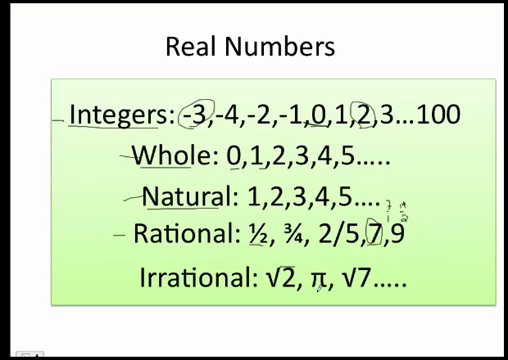 Real Numbers
Integers: -3,-4,-2,-1,0,1,2,3...100
Whole: 0,1,2,3,4,5.....
Natural: 1,2,3,4,5....
Rational: ½, ¾, 2/5,7,9
Irrational: √2, π, √7.....